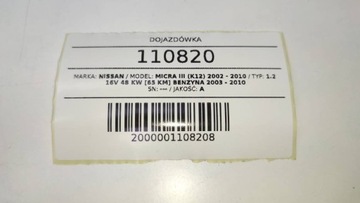 DOJAZDÓWKA
110820
MARKA: NISSAN / MODEL: MICRA III [K12] 2002 - 2010 / TYP: 1.2
16V 48 KW [65 KM] BENZYNA 2003 - 2010
SN: --- / JAKOŚĆ: A
2000001108208